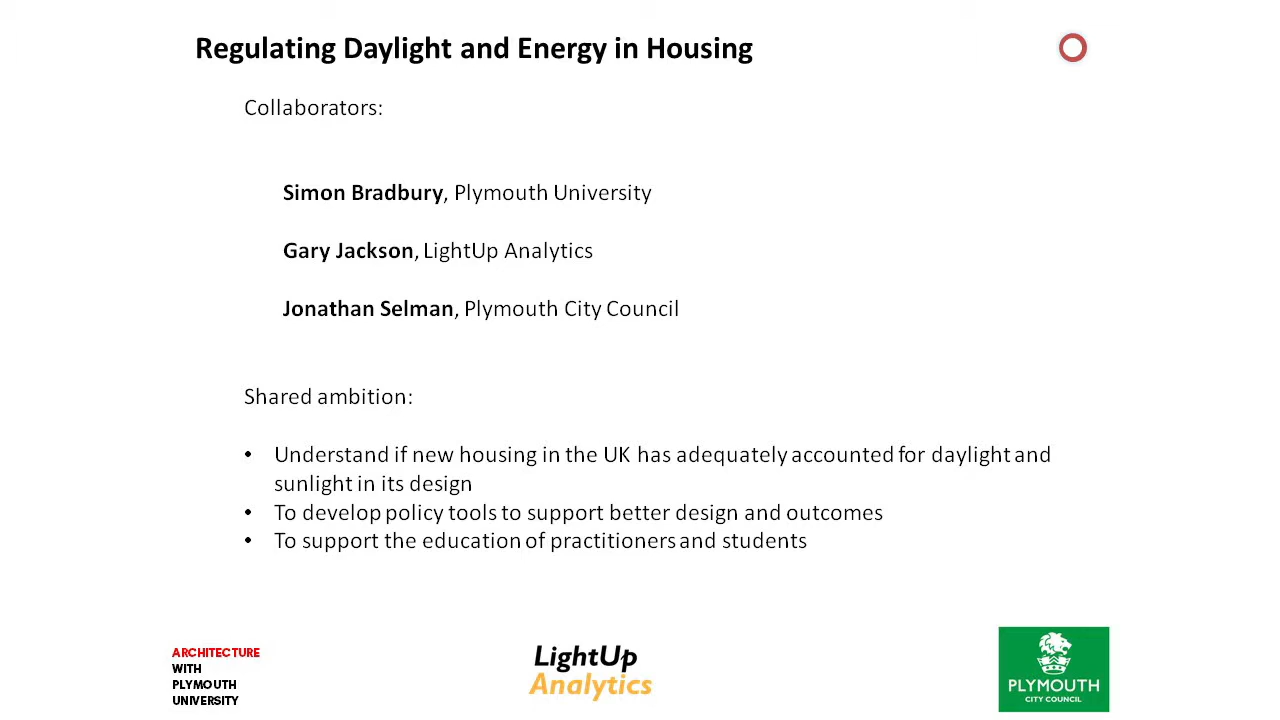 Regulating Daylight and Energy in Housing
Collaborators:
Simon Bradbury, Plymouth University
Gary Jackson, LightUp Analytics
Jonathan Selman, Plymouth City Council
Shared ambition:
• Understand if new housing in the UK has adequately accounted for daylight and
sunlight in its design
• To develop policy tools to support better design and outcomes
• To support the education of practitioners and students
ARCHITECTURE
WITH
PLYMOUTH
UNIVERSITY
LightUp
Analytics
PLYMOUTH
CITY COUNCIL